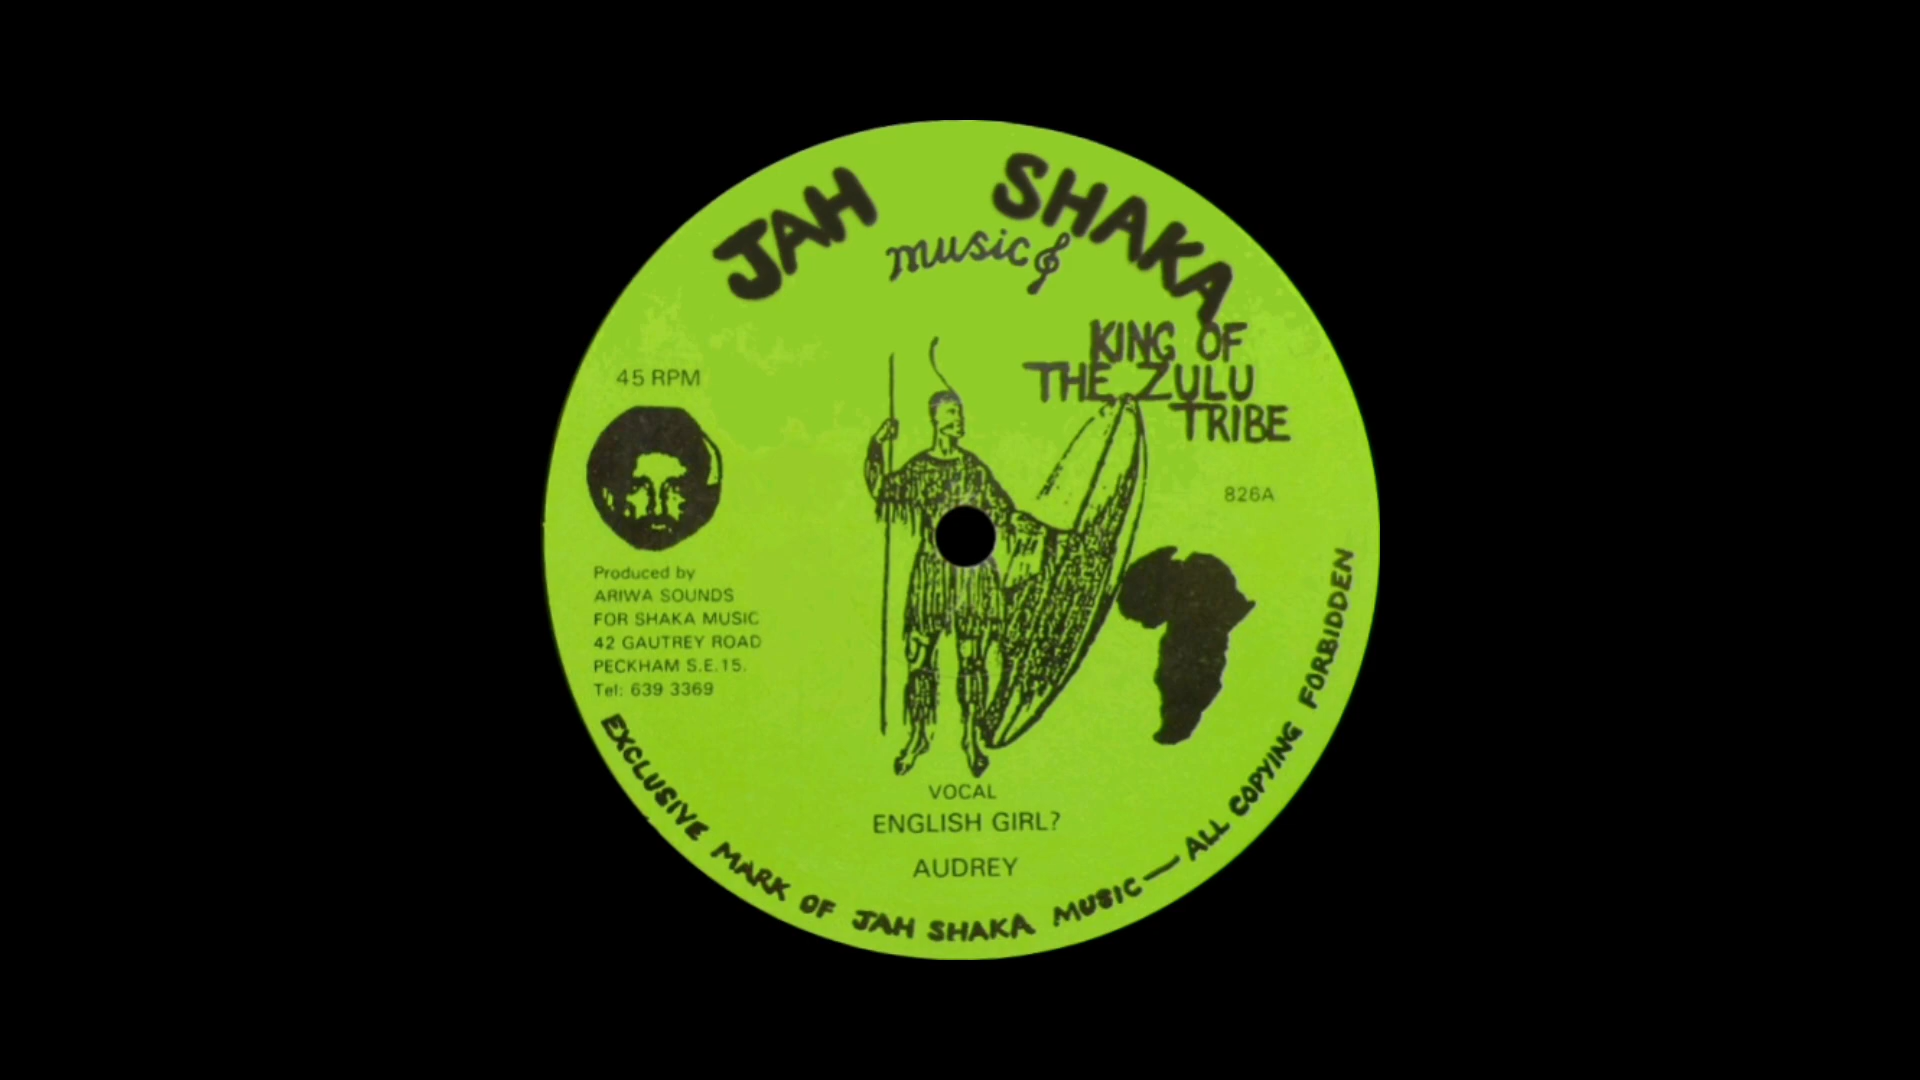 JAH SHAKA
music
KING OF
THE ZULU
TRIBE
45 RPM
826A
Produced by
ARIWA SOUNDS
FOR SHAKA MUSIC
42 GAUTREY ROAD
PECKHAM S.E.15.
Tel: 639 3369
VOCAL
ENGLISH GIRL?
AUDREY
EXCLUSIVE MARK OF JAH SHAKA MUSIC — ALL COPYING FORBIDDEN